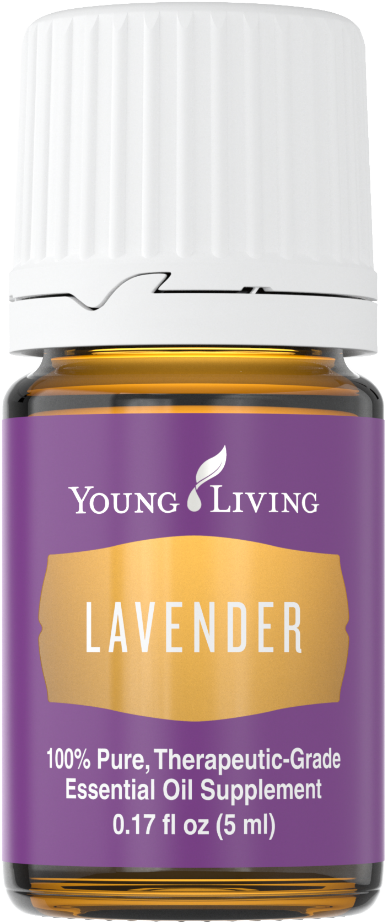 YOUNG LIVING
LAVENDER
100% Pure, Therapeutic-Grade
Essential Oil Supplement
0.17 fl oz (5 ml)